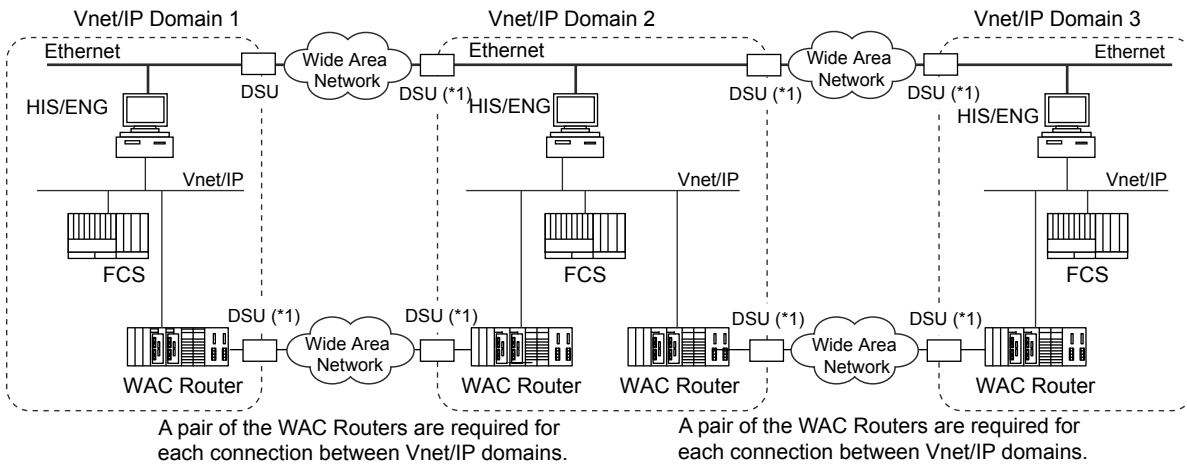 Vnet/IP Domain 1
Vnet/IP Domain 2
Vnet/IP Domain 3
Ethernet
Wide Area
Network
Ethernet
Wide Area
Network
Ethernet
DSU
DSU (*1)
DSU (*1)
DSU (*1)
HIS/ENG
HIS/ENG
HIS/ENG
Vnet/IP
Vnet/IP
Vnet/IP
FCS
FCS
FCS
DSU (*1)
DSU (*1)
DSU (*1)
DSU (*1)
Wide Area
Network
Wide Area
Network
WAC Router
WAC Router
WAC Router
WAC Router
A pair of the WAC Routers are required for
each connection between Vnet/IP domains.
A pair of the WAC Routers are required for
each connection between Vnet/IP domains.